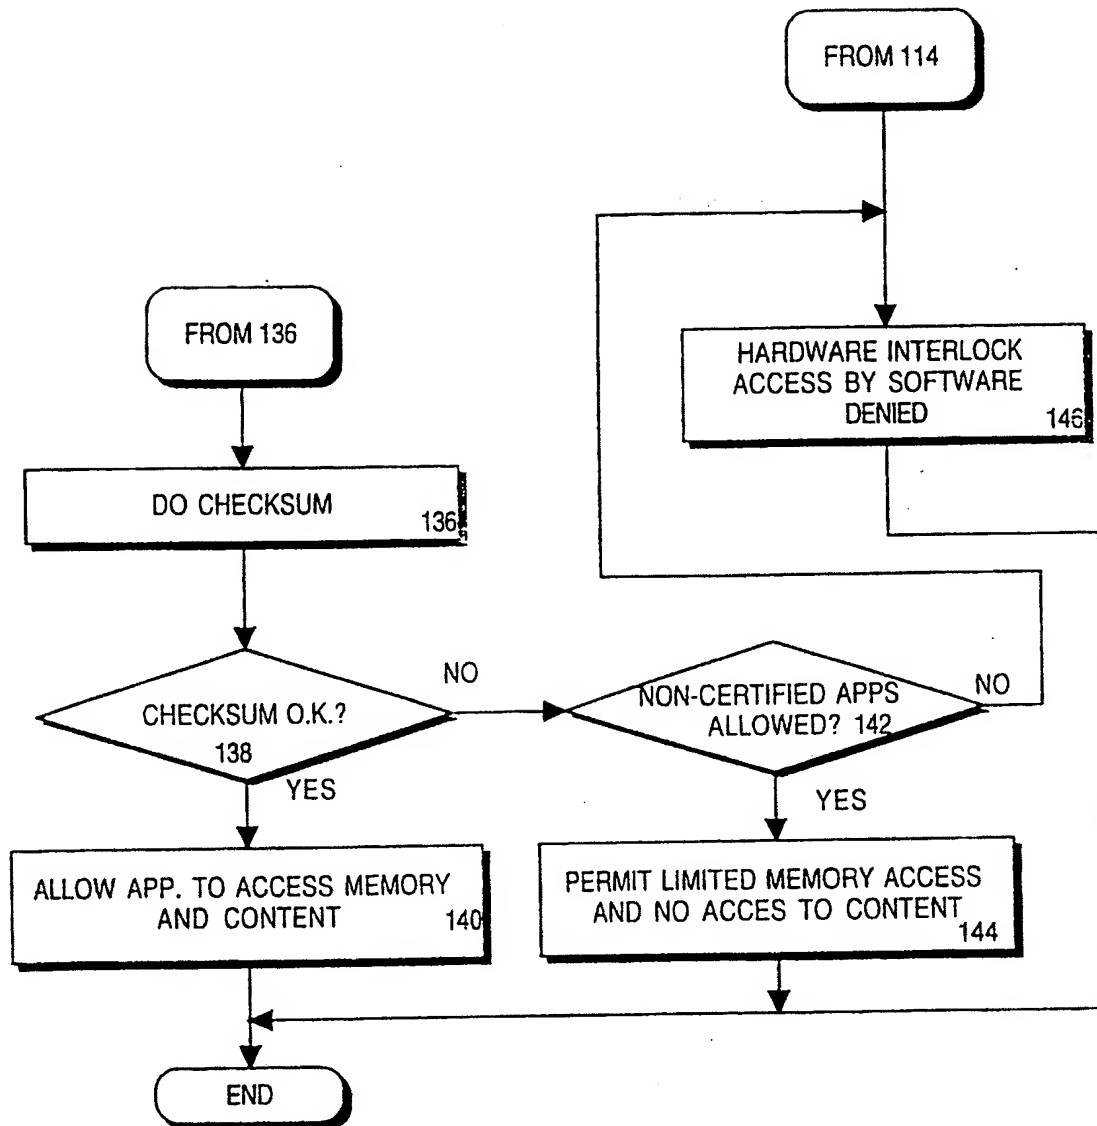 FROM 114
FROM 136
HARDWARE INTERLOCK
ACCESS BY SOFTWARE
DENIED
146
DO CHECKSUM
136
CHECKSUM O.K.?
138
NO
YES
NON-CERTIFIED APPS
ALLOWED? 142
NO
YES
ALLOW APP. TO ACCESS MEMORY
AND CONTENT
140
PERMIT LIMITED MEMORY ACCESS
AND NO ACCES TO CONTENT
144
END